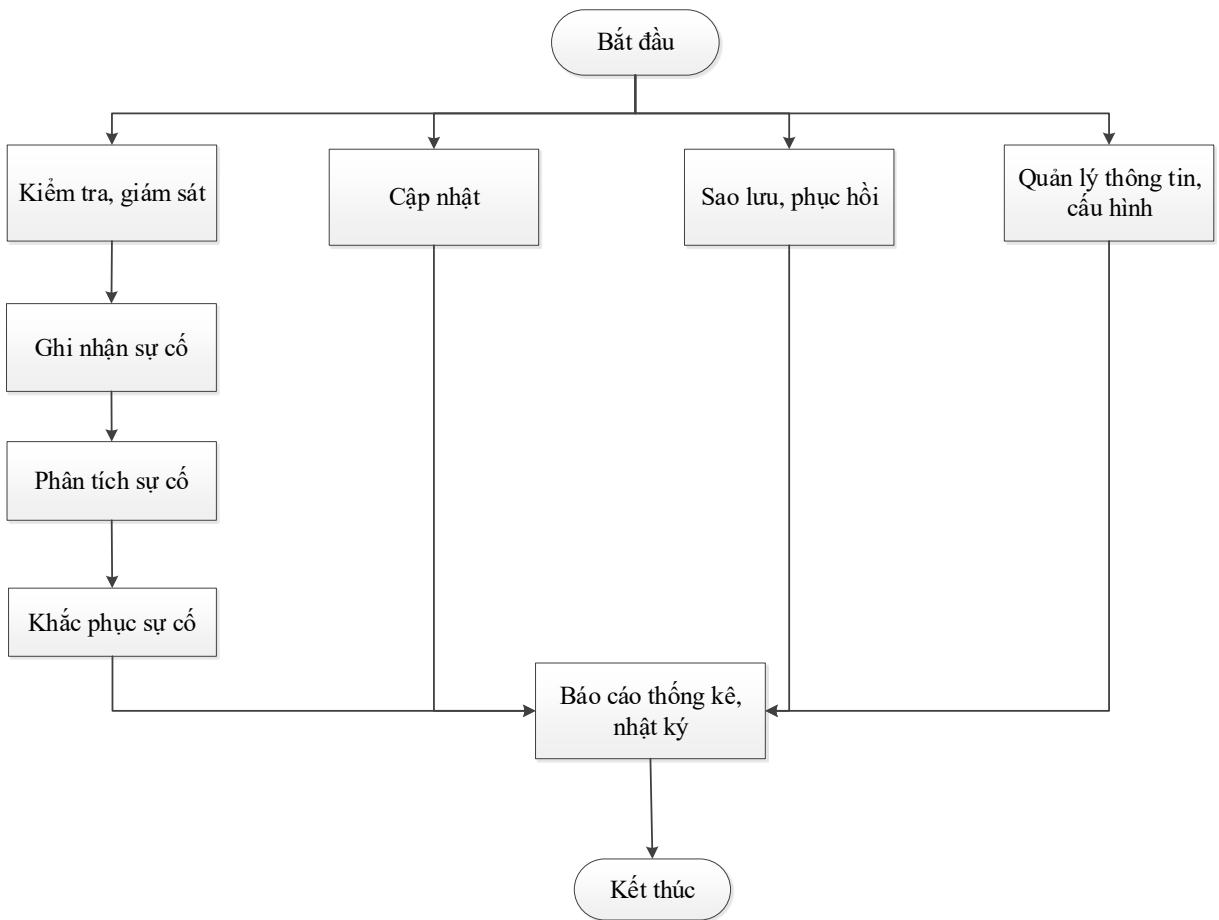 Bắt đầu
Kiểm tra, giám sát
Cập nhật
Sao lưu, phục hồi
Quản lý thông tin,
cấu hình
Ghi nhận sự cố
Phân tích sự cố
Khắc phục sự cố
Báo cáo thống kê,
nhật ký
Kết thúc